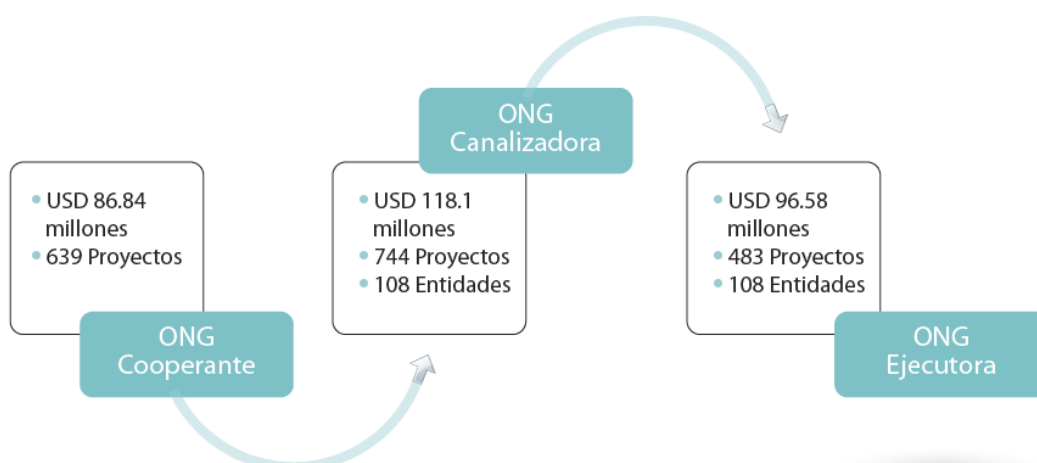 • USD 86.84
millones
• 639 Proyectos
ONG
Cooperante
ONG
Canalizadora
• USD 118.1
millones
• 744 Proyectos
• 108 Entidades
• USD 96.58
millones
• 483 Proyectos
• 108 Entidades
ONG
Ejecutora